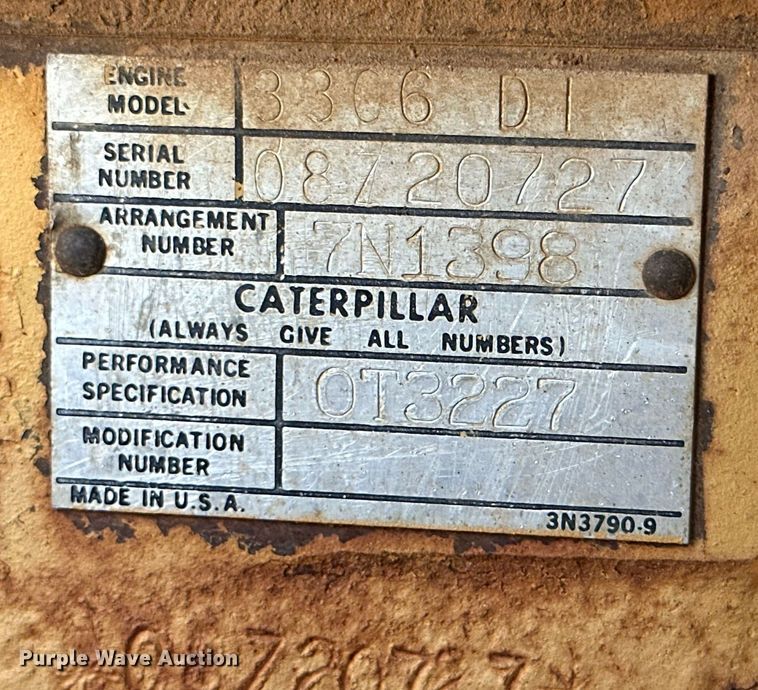 ENGINE MODEL 3306 DI
SERIAL NUMBER 08Z20727
ARRANGEMENT NUMBER 7N1398
CATERPILLAR
(ALWAYS GIVE ALL NUMBERS)
PERFORMANCE SPECIFICATION 0T3227
MODIFICATION NUMBER
MADE IN U.S.A. 3N3790-9
Purple Wave Auction